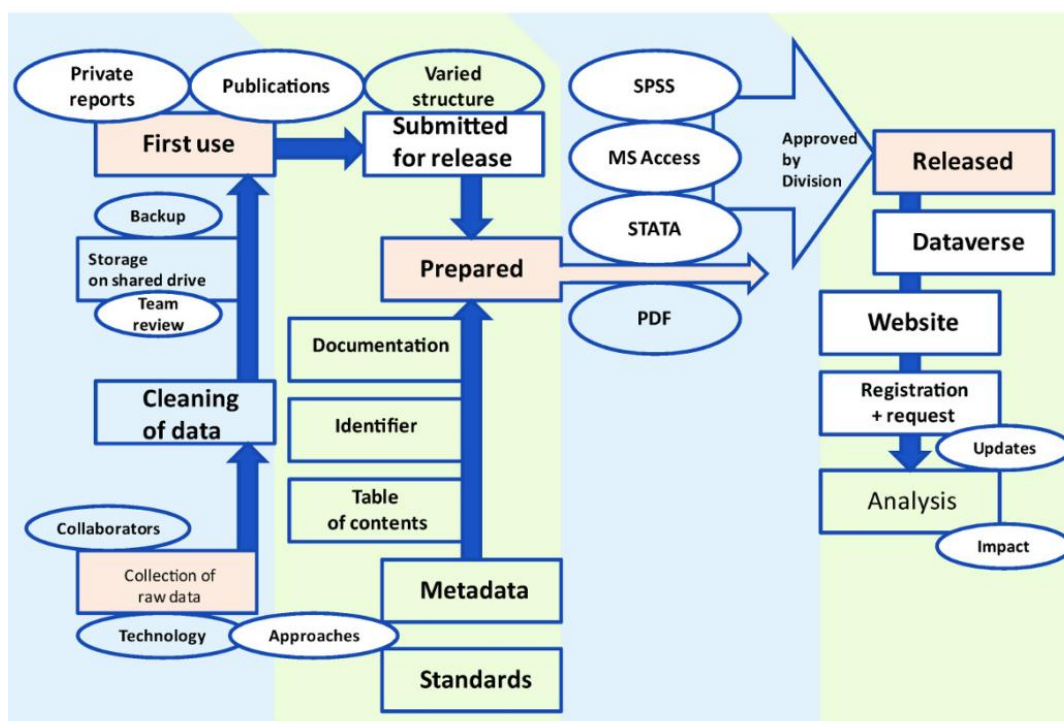 Private
reports
Publications
First use
Backup
Storage
on shared drive
Team
review
Cleaning
of data
Collaborators
Collection of
raw data
Technology
Approaches
Varied
structure
Submitted
for release
Prepared
Documentation
Identifier
Table
of contents
Metadata
Standards
SPSS
MS Access
STATA
PDF
Approved
by
Division
Released
Dataverse
Website
Registration
+ request
Updates
Analysis
Impact